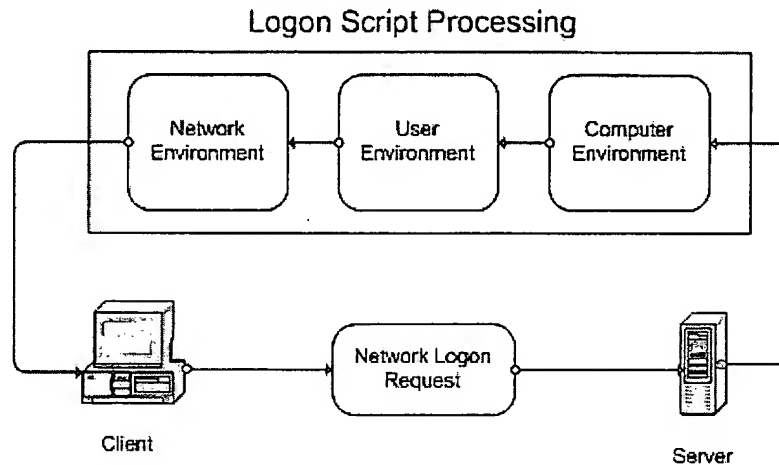 Logon Script Processing
Network
Environment
User
Environment
Computer
Environment
Network Logon
Request
Client
Server